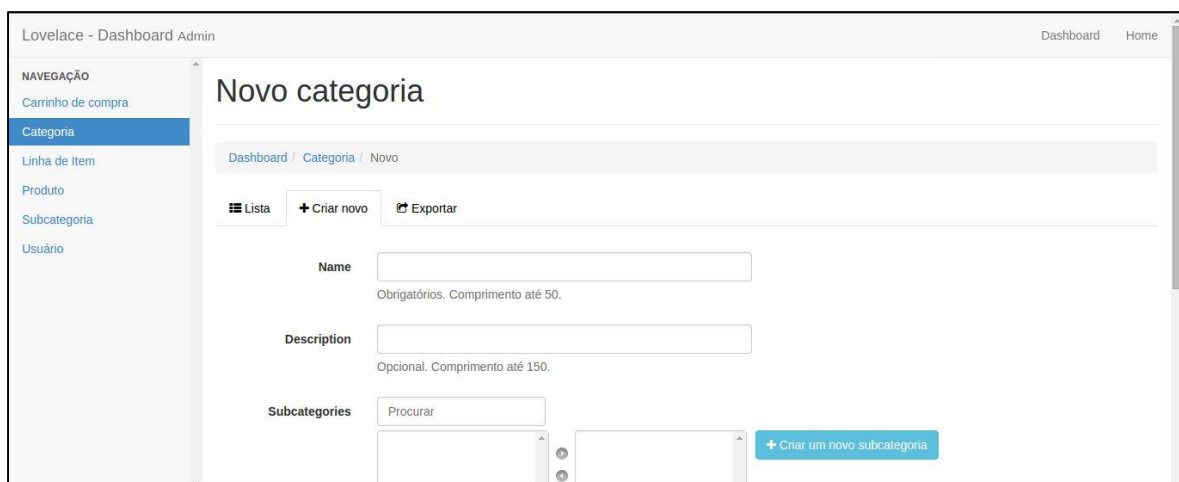 Lovelace - Dashboard Admin
Dashboard Home
NAVEGAÇÃO
Carrinho de compra
Categoria
Linha de Item
Produto
Subcategoria
Usuário
Novo categoria
Dashboard / Categoria / Novo
Lista
Criar novo
Exportar
Name
Obrigatórios. Comprimento até 50.
Description
Opcional. Comprimento até 150.
Subcategories
Procurar
+ Criar um novo subcategoria